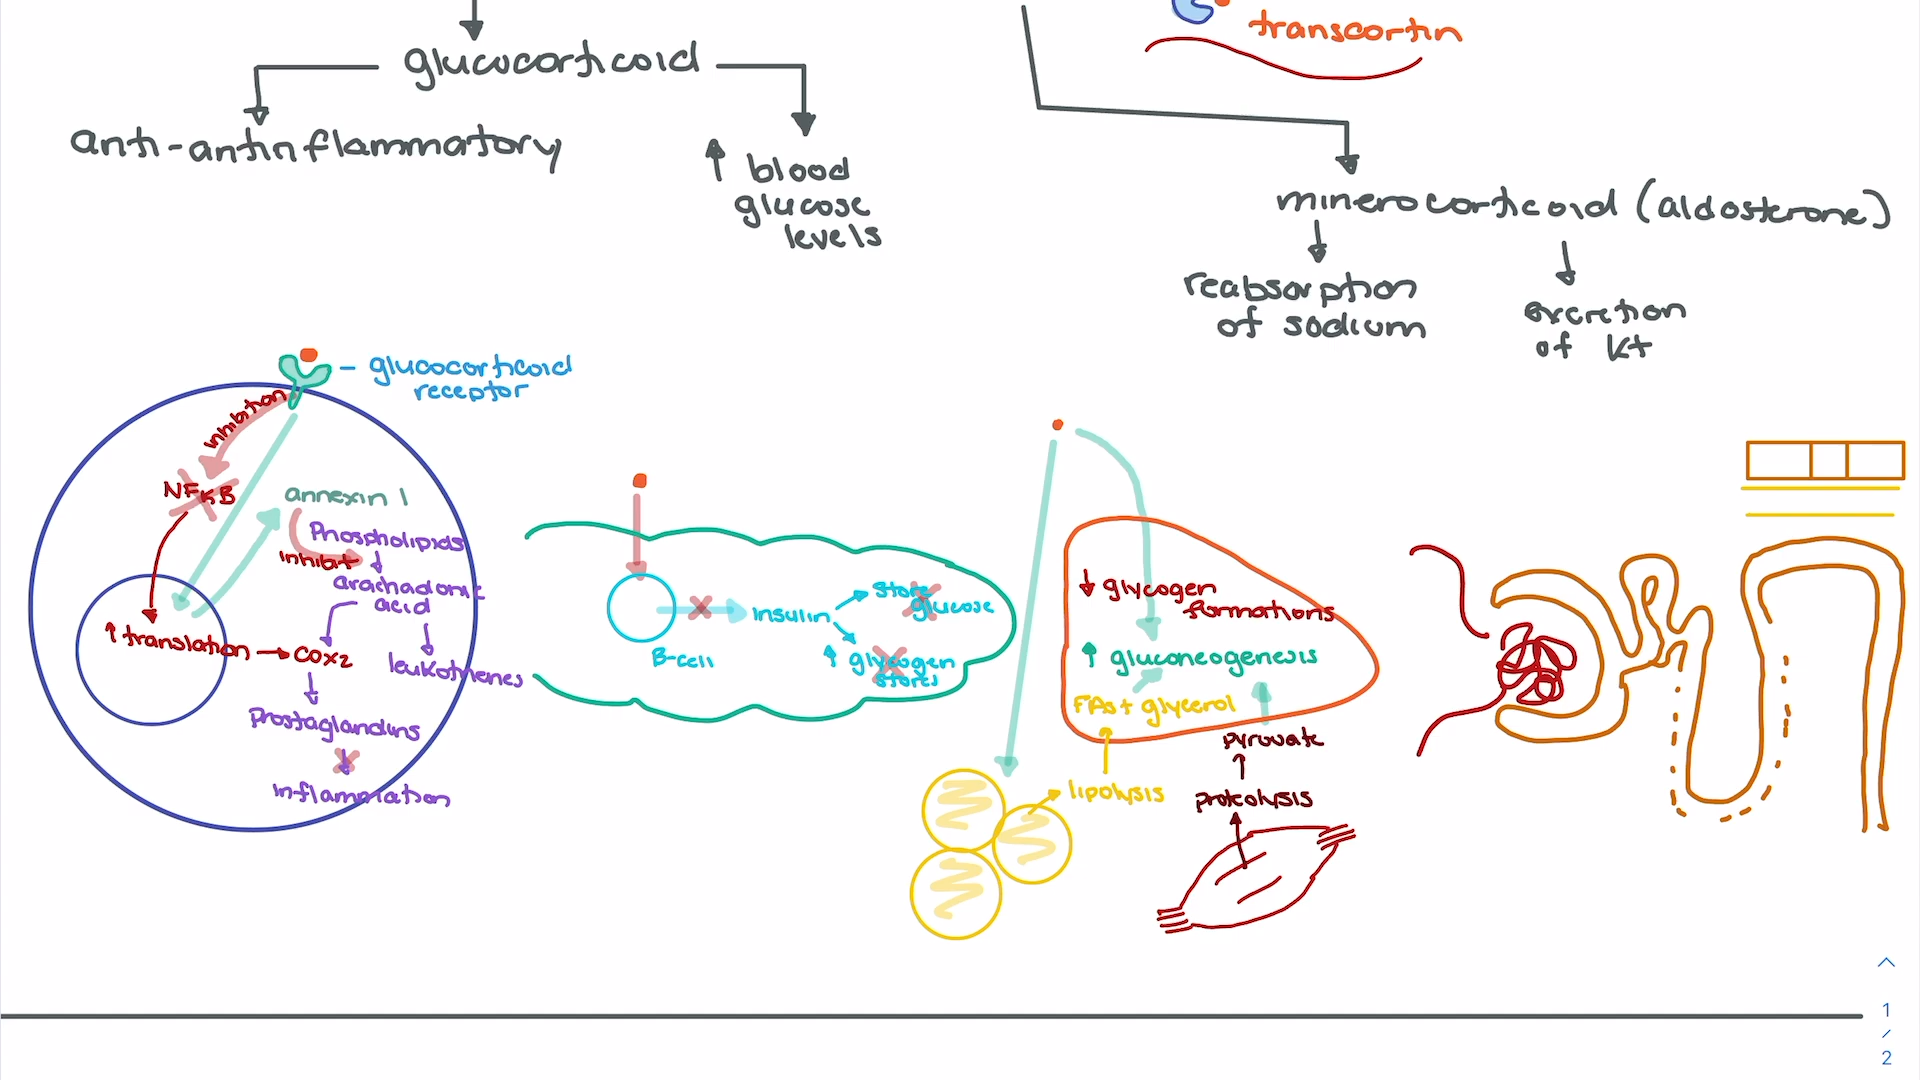 transcortin
glucocorticoid
anti-antinflammatory
↑ blood
glucose
levels
minerocorticoid (aldosterone)
reabsorption
of sodium
excretion
of K+
- glucocorticoid
receptor
inhibition
NFKB
annexin 1
Phospholipids
inhibit
arachadonic
acid
↑ translation → COX2
leukotrienes
Prostaglandins
inflammation
B-cell
insulin
store
glucose
↑ glycogen
stores
↓ glycogen
formations
↑ gluconeogenesis
FAs + glycerol
pyruvate
lipolysis
proteolysis
1
/
2